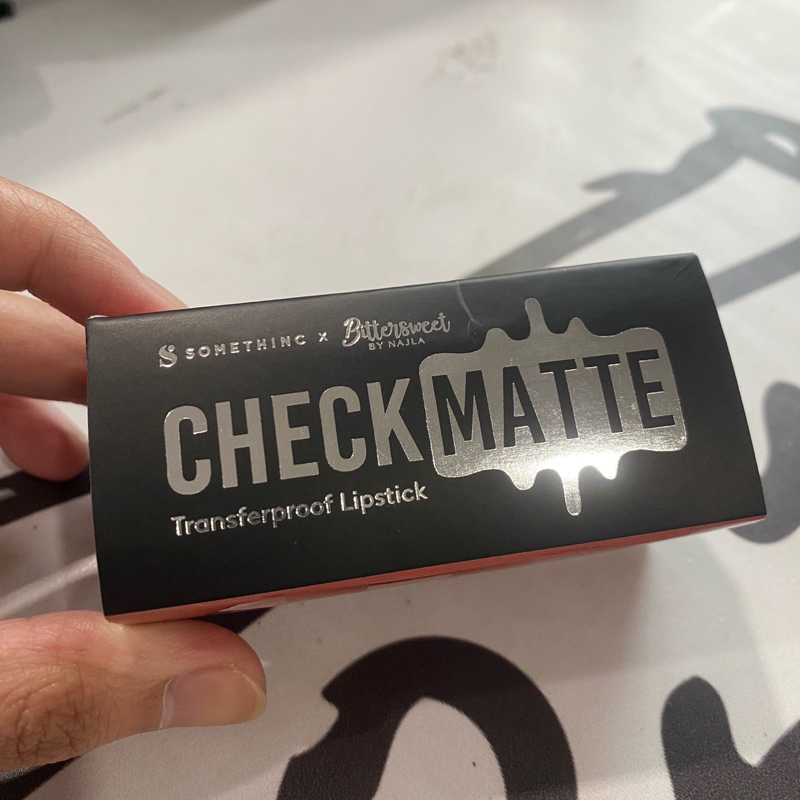 SOMETHINC x Bittersweet
BY NAJLA
CHECKMATTE
Transferproof Lipstick